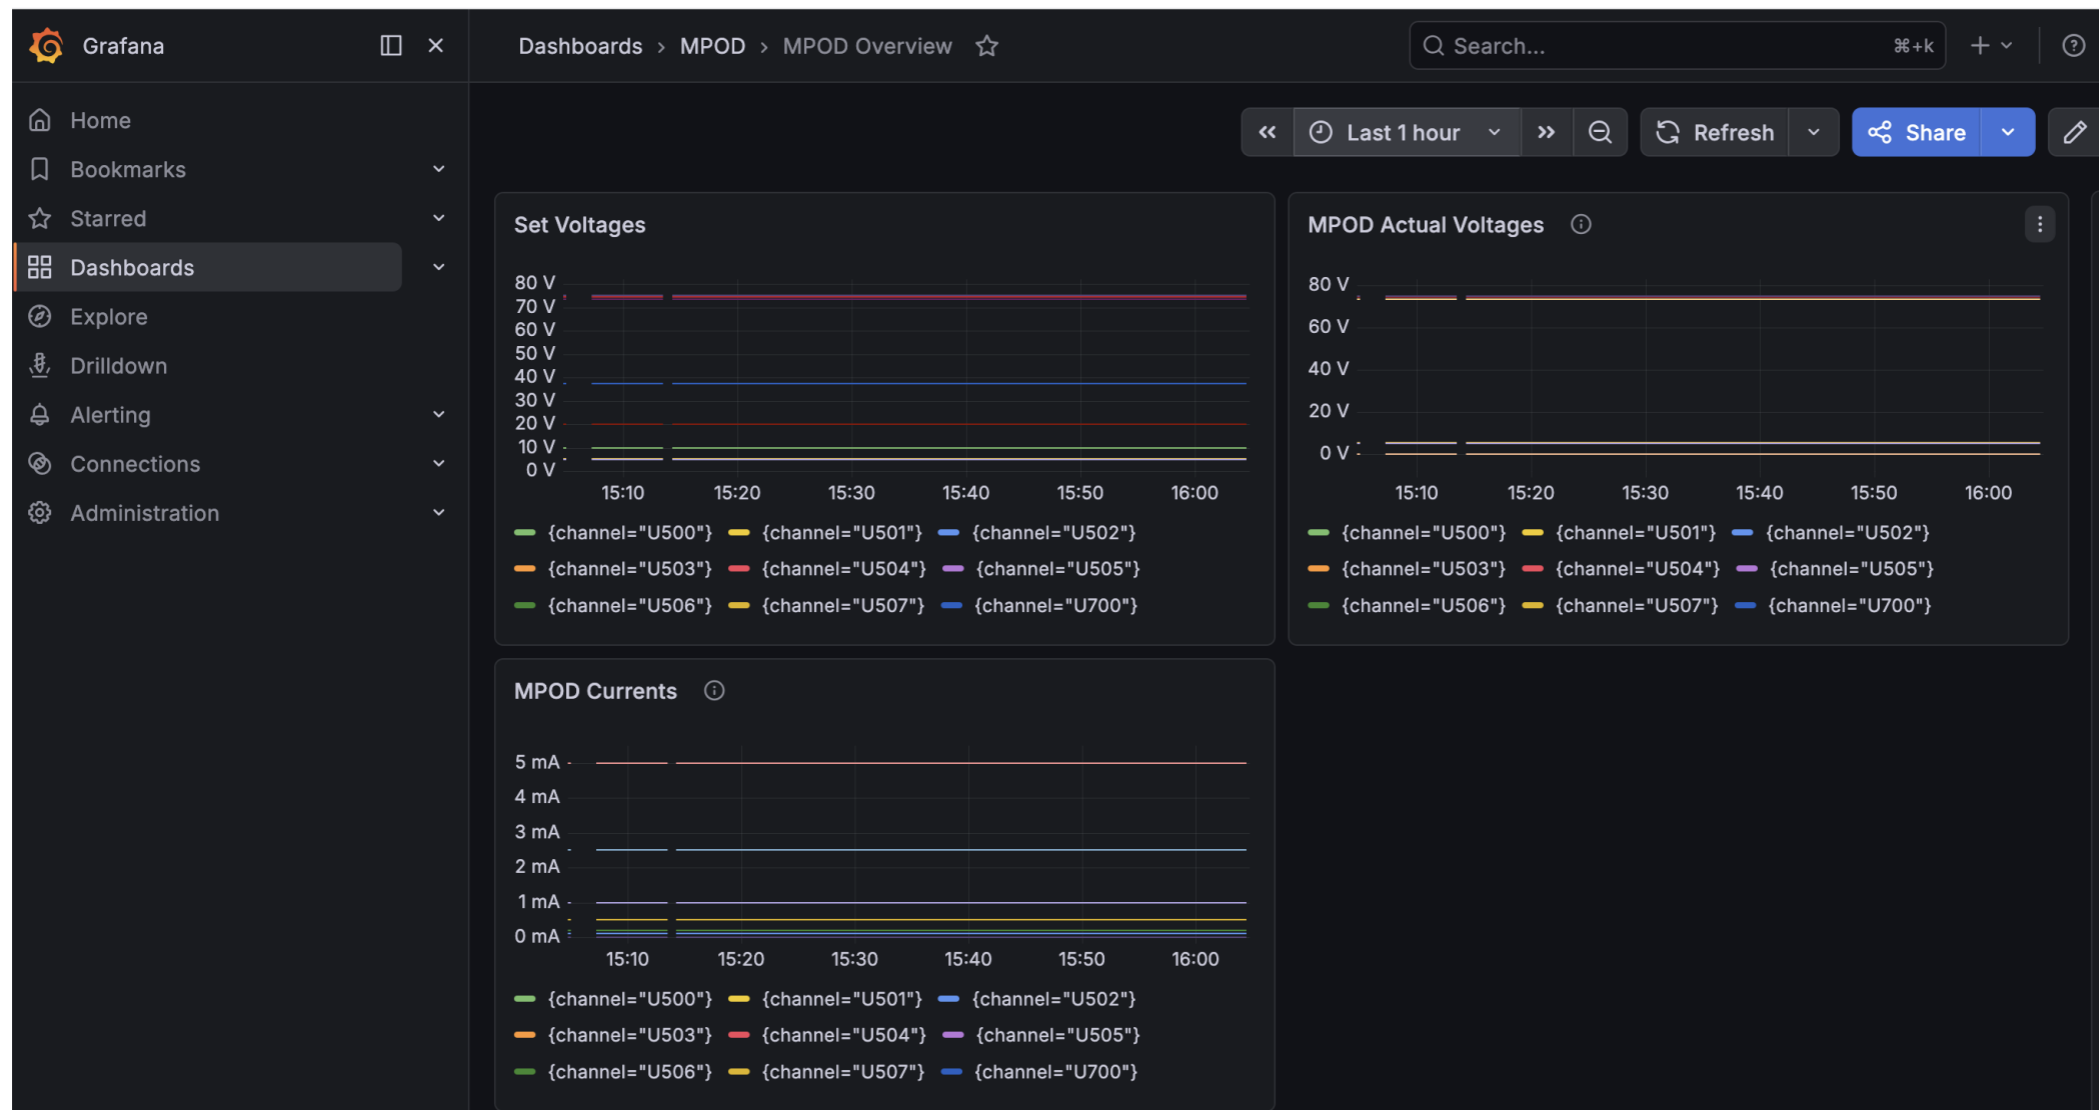 Grafana
Dashboards › MPOD › MPOD Overview
Search...
⌘+k
Home
Bookmarks
Starred
Dashboards
Explore
Drilldown
Alerting
Connections
Administration
Last 1 hour
Refresh
Share
Set Voltages
80 V
70 V
60 V
50 V
40 V
30 V
20 V
10 V
0 V
15:10 15:20 15:30 15:40 15:50 16:00
{channel="U500"} {channel="U501"} {channel="U502"}
{channel="U503"} {channel="U504"} {channel="U505"}
{channel="U506"} {channel="U507"} {channel="U700"}
MPOD Actual Voltages
80 V
60 V
40 V
20 V
0 V
15:10 15:20 15:30 15:40 15:50 16:00
{channel="U500"} {channel="U501"} {channel="U502"}
{channel="U503"} {channel="U504"} {channel="U505"}
{channel="U506"} {channel="U507"} {channel="U700"}
MPOD Currents
5 mA
4 mA
3 mA
2 mA
1 mA
0 mA
15:10 15:20 15:30 15:40 15:50 16:00
{channel="U500"} {channel="U501"} {channel="U502"}
{channel="U503"} {channel="U504"} {channel="U505"}
{channel="U506"} {channel="U507"} {channel="U700"}